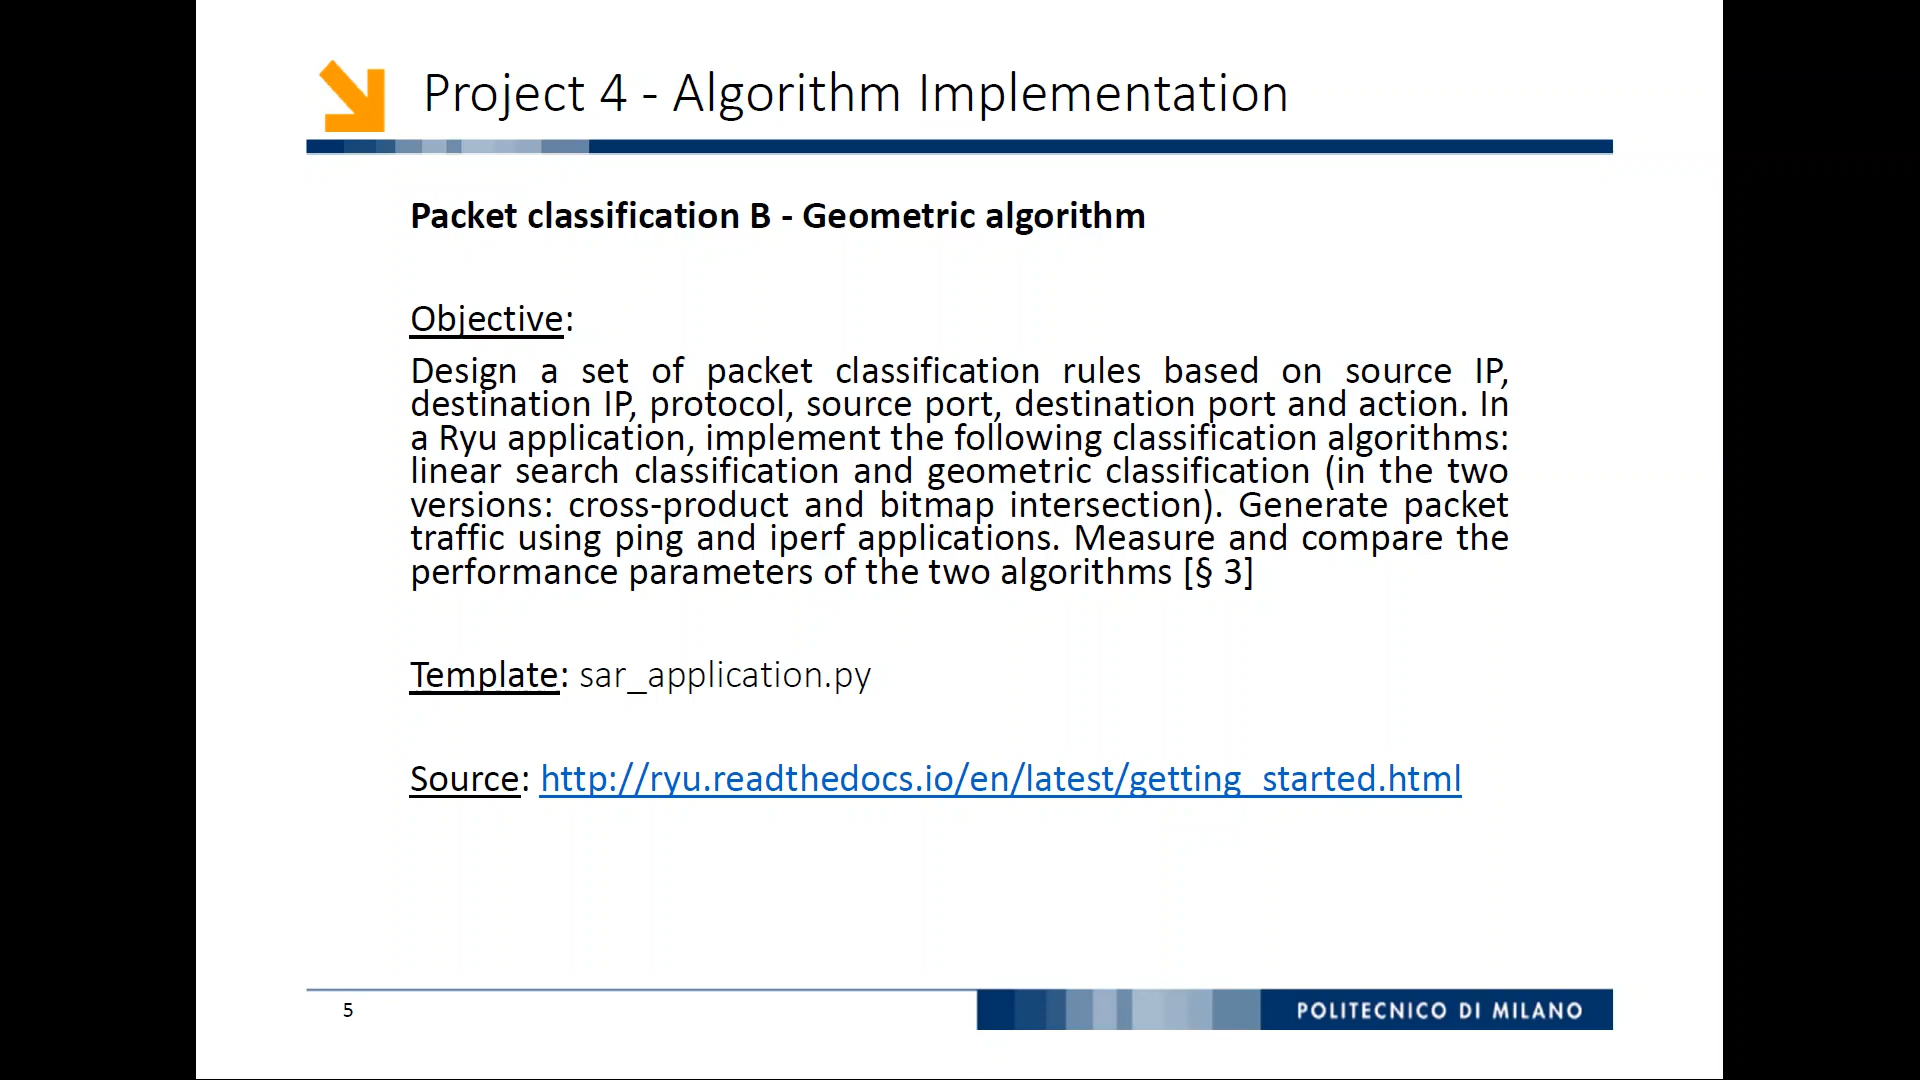 Project 4 - Algorithm Implementation
Packet classification B - Geometric algorithm
Objective:
Design a set of packet classification rules based on source IP,
destination IP, protocol, source port, destination port and action. In
a Ryu application, implement the following classification algorithms:
linear search classification and geometric classification (in the two
versions: cross-product and bitmap intersection). Generate packet
traffic using ping and iperf applications. Measure and compare the
performance parameters of the two algorithms [§ 3]
Template: sar_application.py
Source: http://ryu.readthedocs.io/en/latest/getting_started.html
5
POLITECNICO DI MILANO